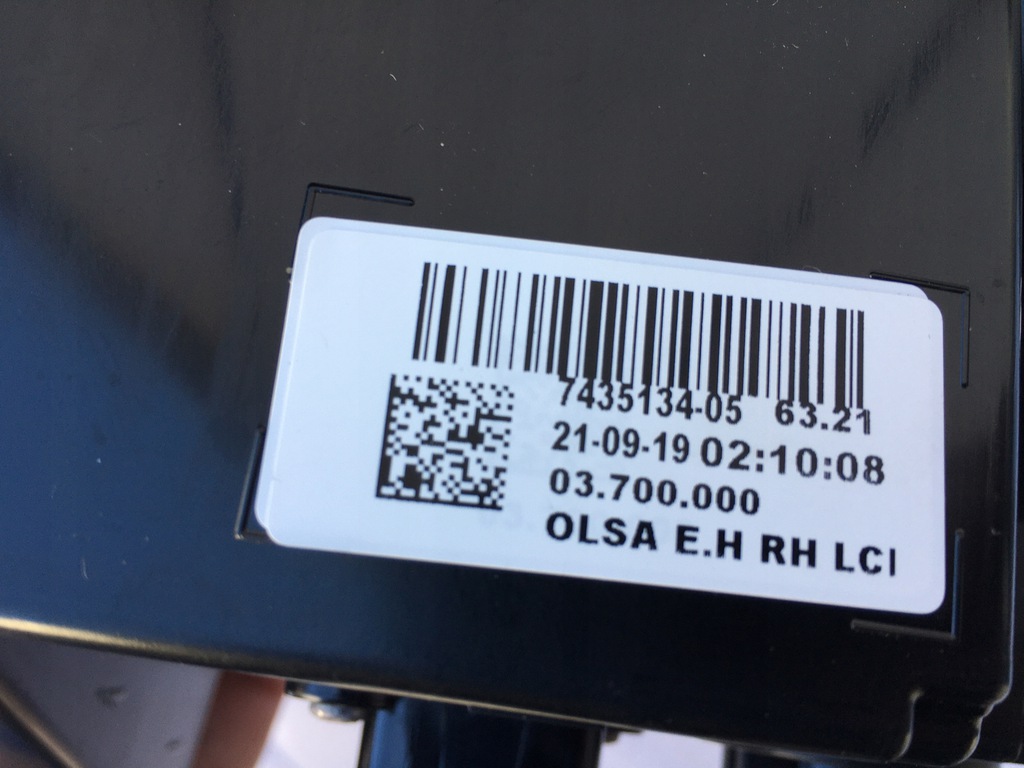 7435134-05 63.21
21-09-19 02:10:08
03.700.000
OLSA E.H RH LCI